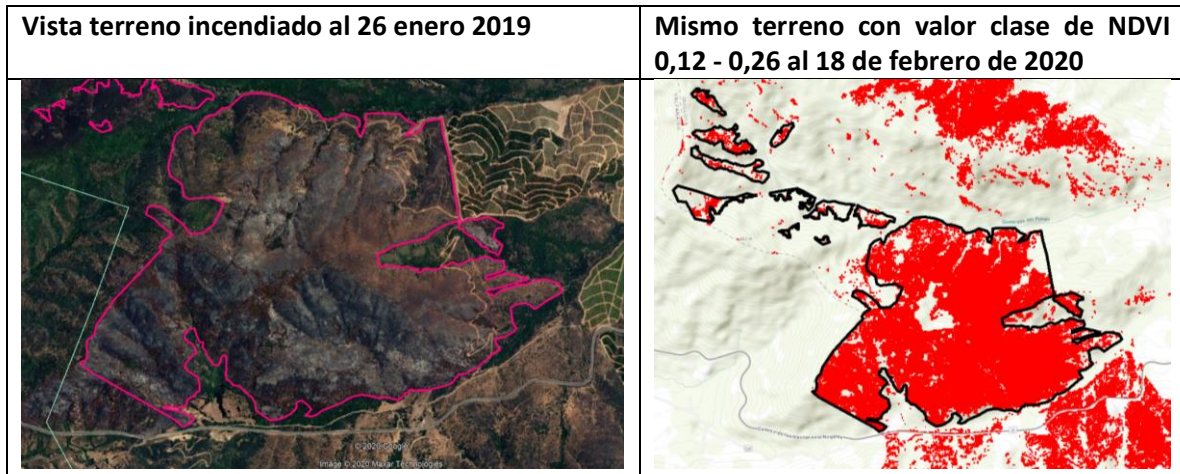 Vista terreno incendiado al 26 enero 2019
Mismo terreno con valor clase de NDVI
0,12 - 0,26 al 18 de febrero de 2020
© 2020 Google
Image © 2020 Maxar Technologies